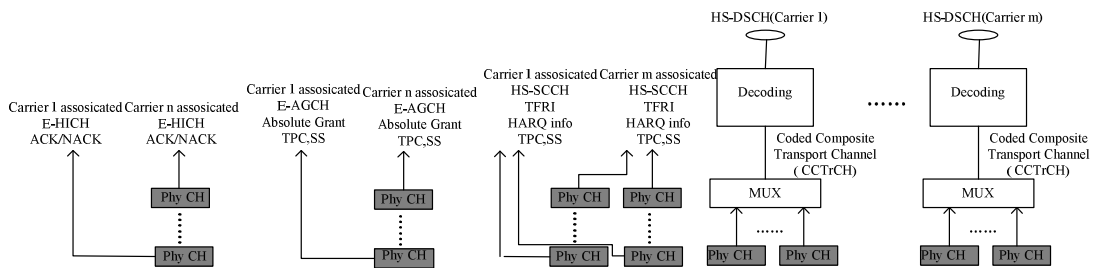 HS-DSCH(Carrier 1)
HS-DSCH(Carrier m)
Carrier 1 assosicated
E-HICH
ACK/NACK
Carrier n assosicated
E-HICH
ACK/NACK
Carrier 1 assosicated
E-AGCH
Absolute Grant
TPC,SS
Carrier n assosicated
E-AGCH
Absolute Grant
TPC,SS
Carrier 1 assosicated
HS-SCCH
TFRI
HARQ info
TPC,SS
Carrier m assosicated
HS-SCCH
TFRI
HARQ info
TPC,SS
Decoding
......
Decoding
Coded Composite
Transport Channel
( CCTrCH)
Coded Composite
Transport Channel
( CCTrCH)
MUX
MUX
Phy CH
Phy CH
Phy CH
Phy CH
......
......
Phy CH
Phy CH
Phy CH
Phy CH
Phy CH
Phy CH
Phy CH
Phy CH